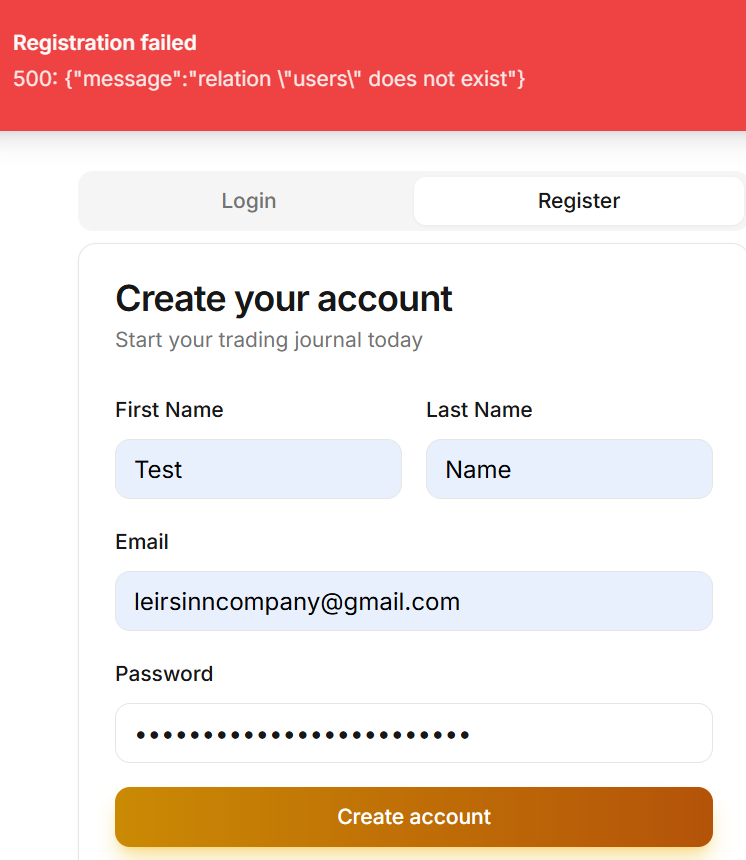 Registration failed
500: {"message":"relation \"users\" does not exist"}
Login Register
Create your account
Start your trading journal today
First Name Last Name
Test Name
Email
leirsinncompany@gmail.com
Password
•••••••••••••••••••••••••
Create account